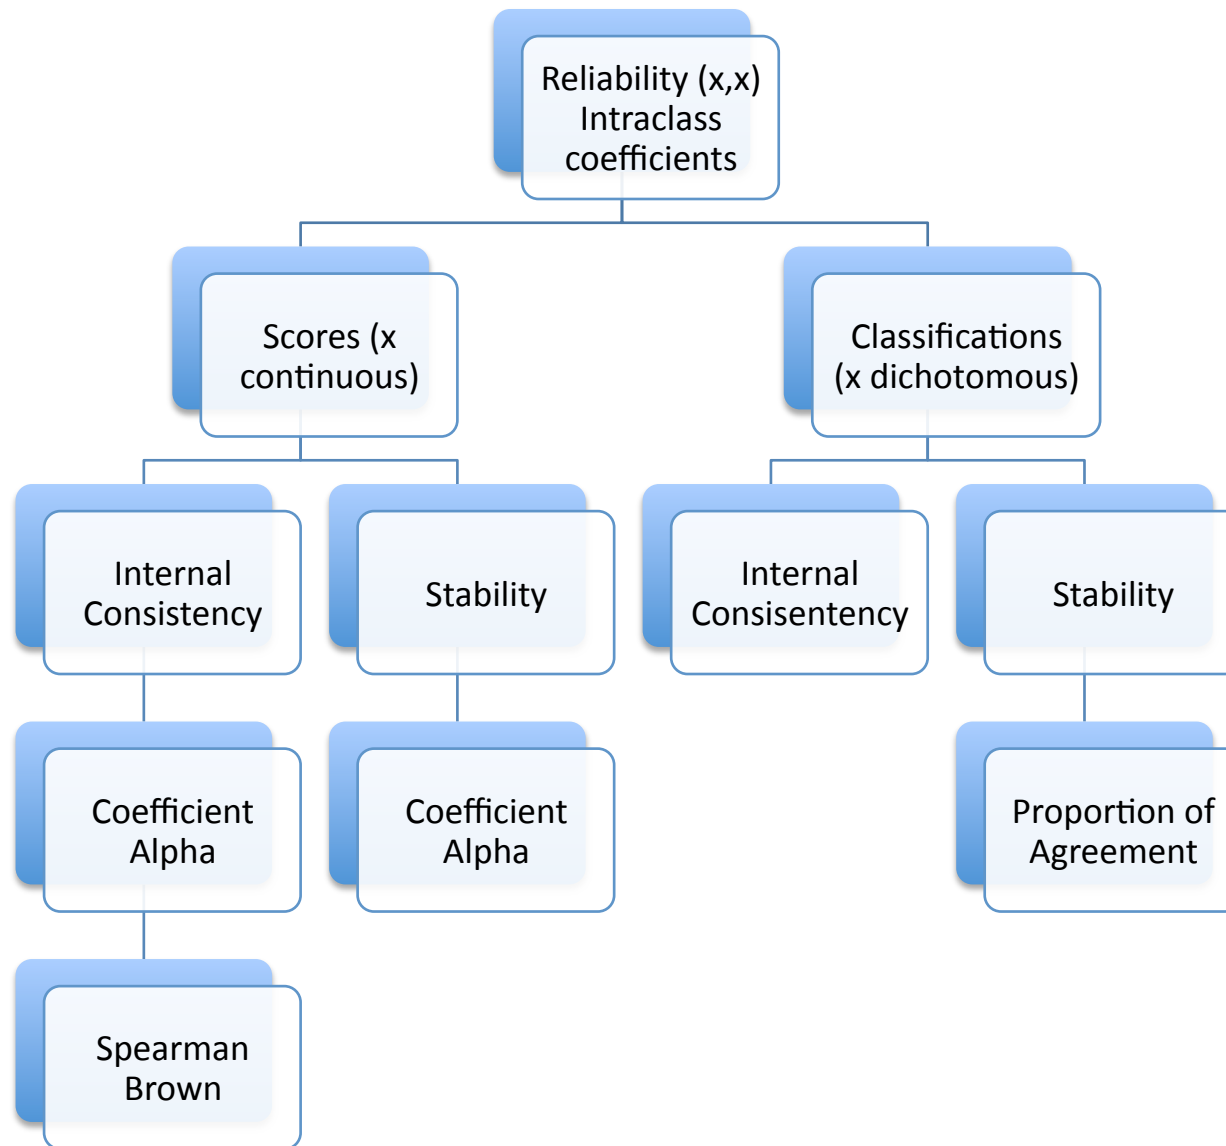 Reliability (x,x)
Intraclass
coefficients
Scores (x
continuous)
Classifications
(x dichotomous)
Internal
Consistency
Stability
Internal
Consisentency
Stability
Coefficient
Alpha
Coefficient
Alpha
Proportion of
Agreement
Spearman
Brown